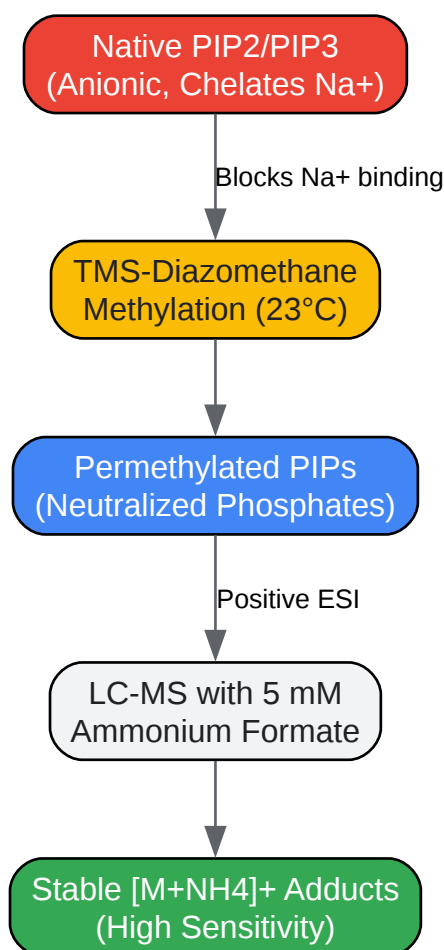 Native PIP2/PIP3
(Anionic, Chelates Na+)
Blocks Na+ binding
TMS-Diazomethane
Methylation (23°C)
Permethylated PIPs
(Neutralized Phosphates)
Positive ESI
LC-MS with 5 mM
Ammonium Formate
Stable [M+NH4]+ Adducts
(High Sensitivity)